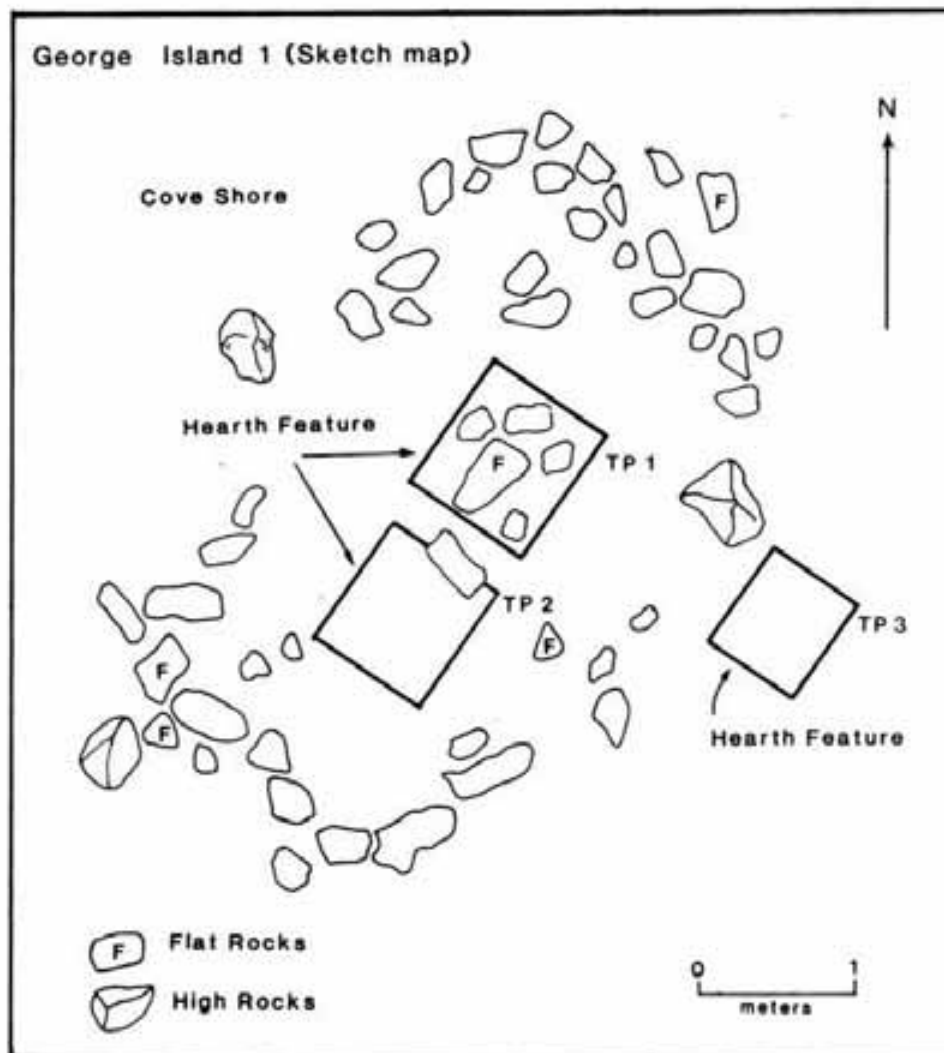 George Island 1 (Sketch map)
N
F
Cove Shore
Hearth Feature
F
TP 1
TP 2
TP 3
F
F
F
Hearth Feature
F Flat Rocks
High Rocks
0 1
meters